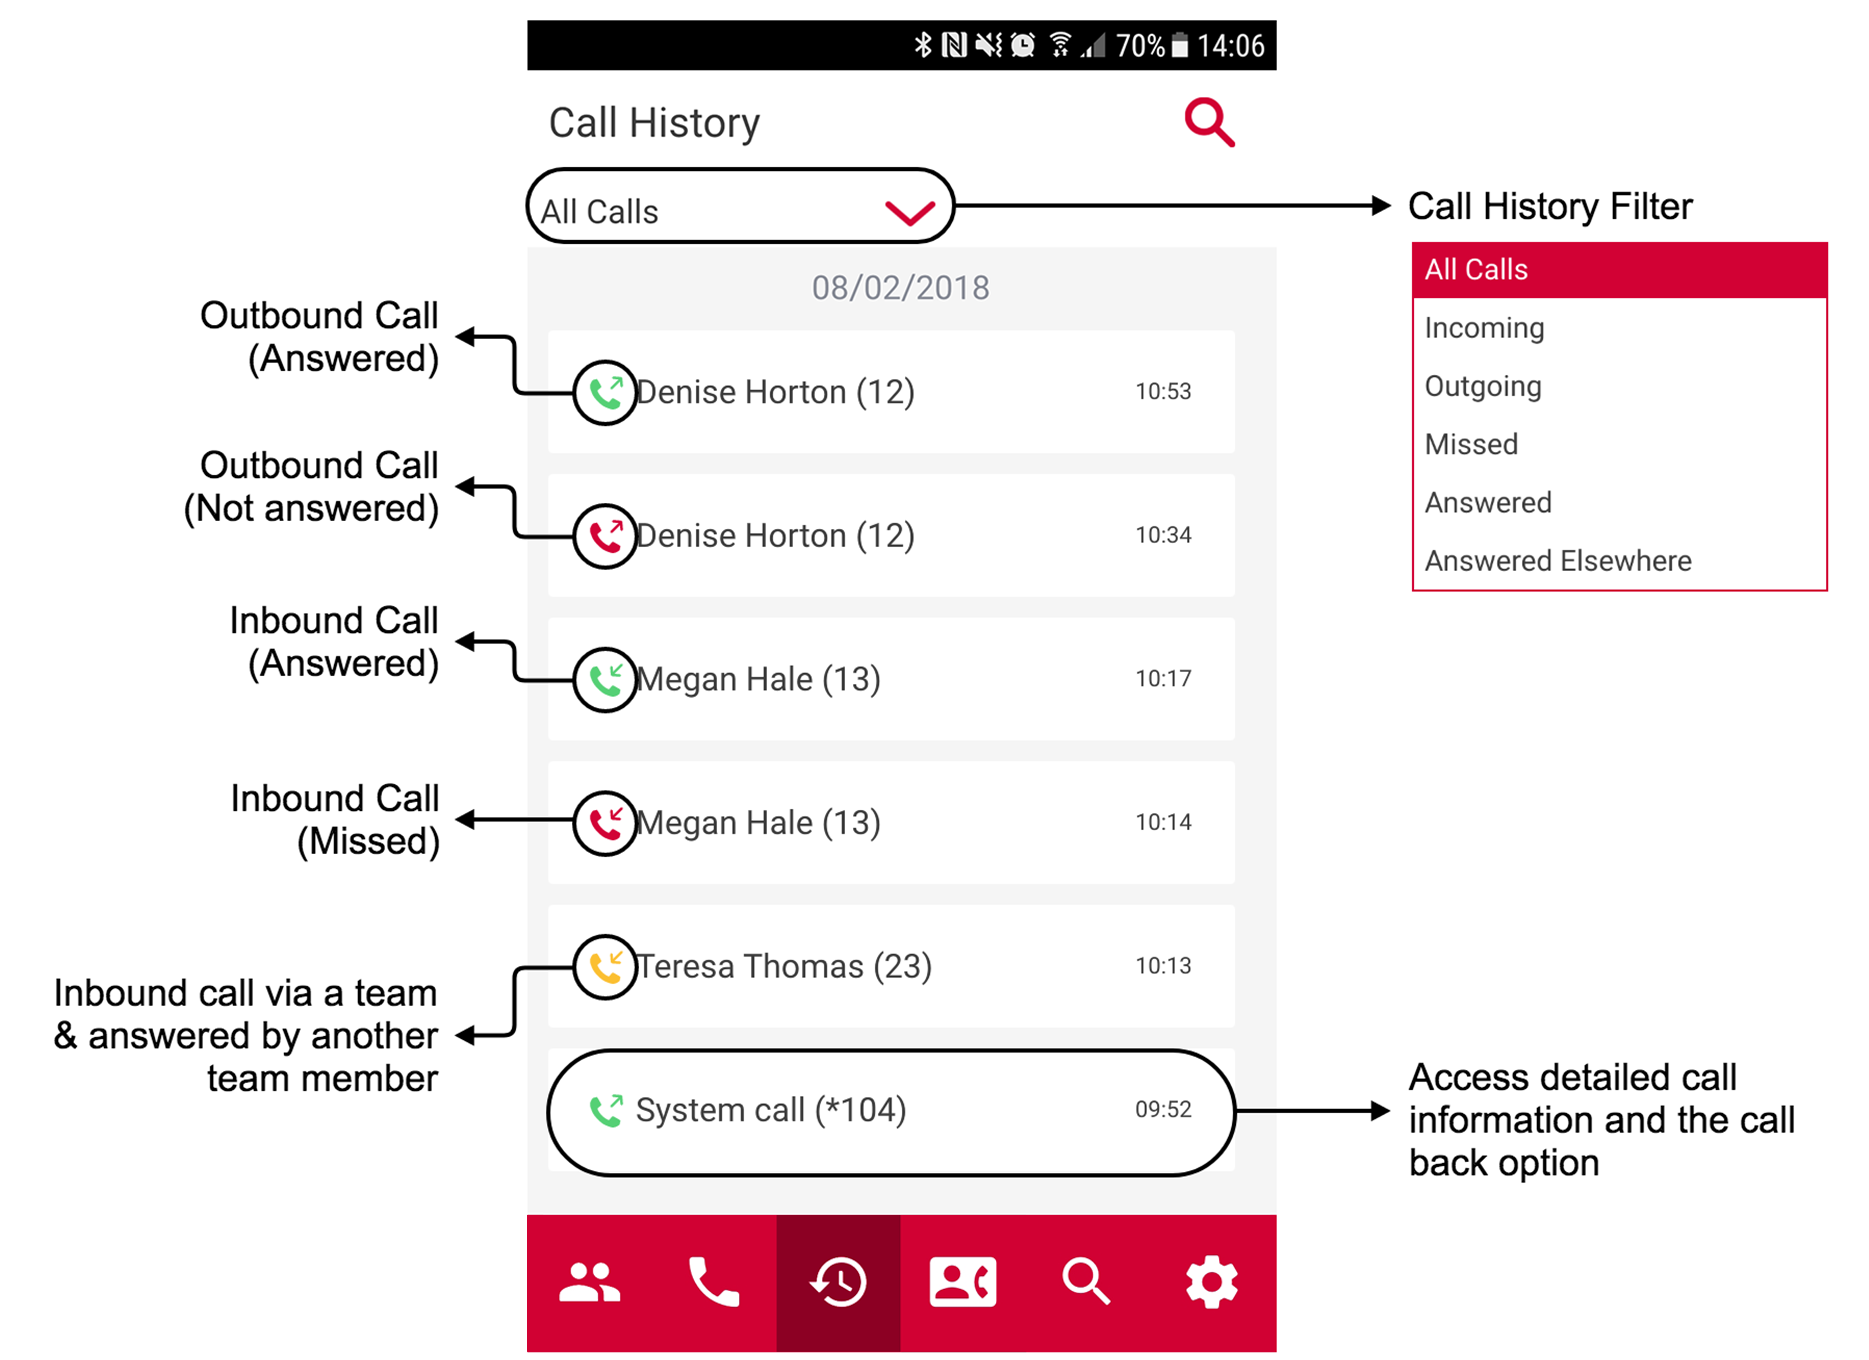 70% 14:06
Call History
All Calls
Call History Filter
All Calls
Incoming
Outgoing
Missed
Answered
Answered Elsewhere
08/02/2018
Outbound Call
(Answered)
Denise Horton (12) 10:53
Outbound Call
(Not answered)
Denise Horton (12) 10:34
Inbound Call
(Answered)
Megan Hale (13) 10:17
Inbound Call
(Missed)
Megan Hale (13) 10:14
Teresa Thomas (23) 10:13
Inbound call via a team
& answered by another
team member
System call (*104) 09:52
Access detailed call
information and the call
back option